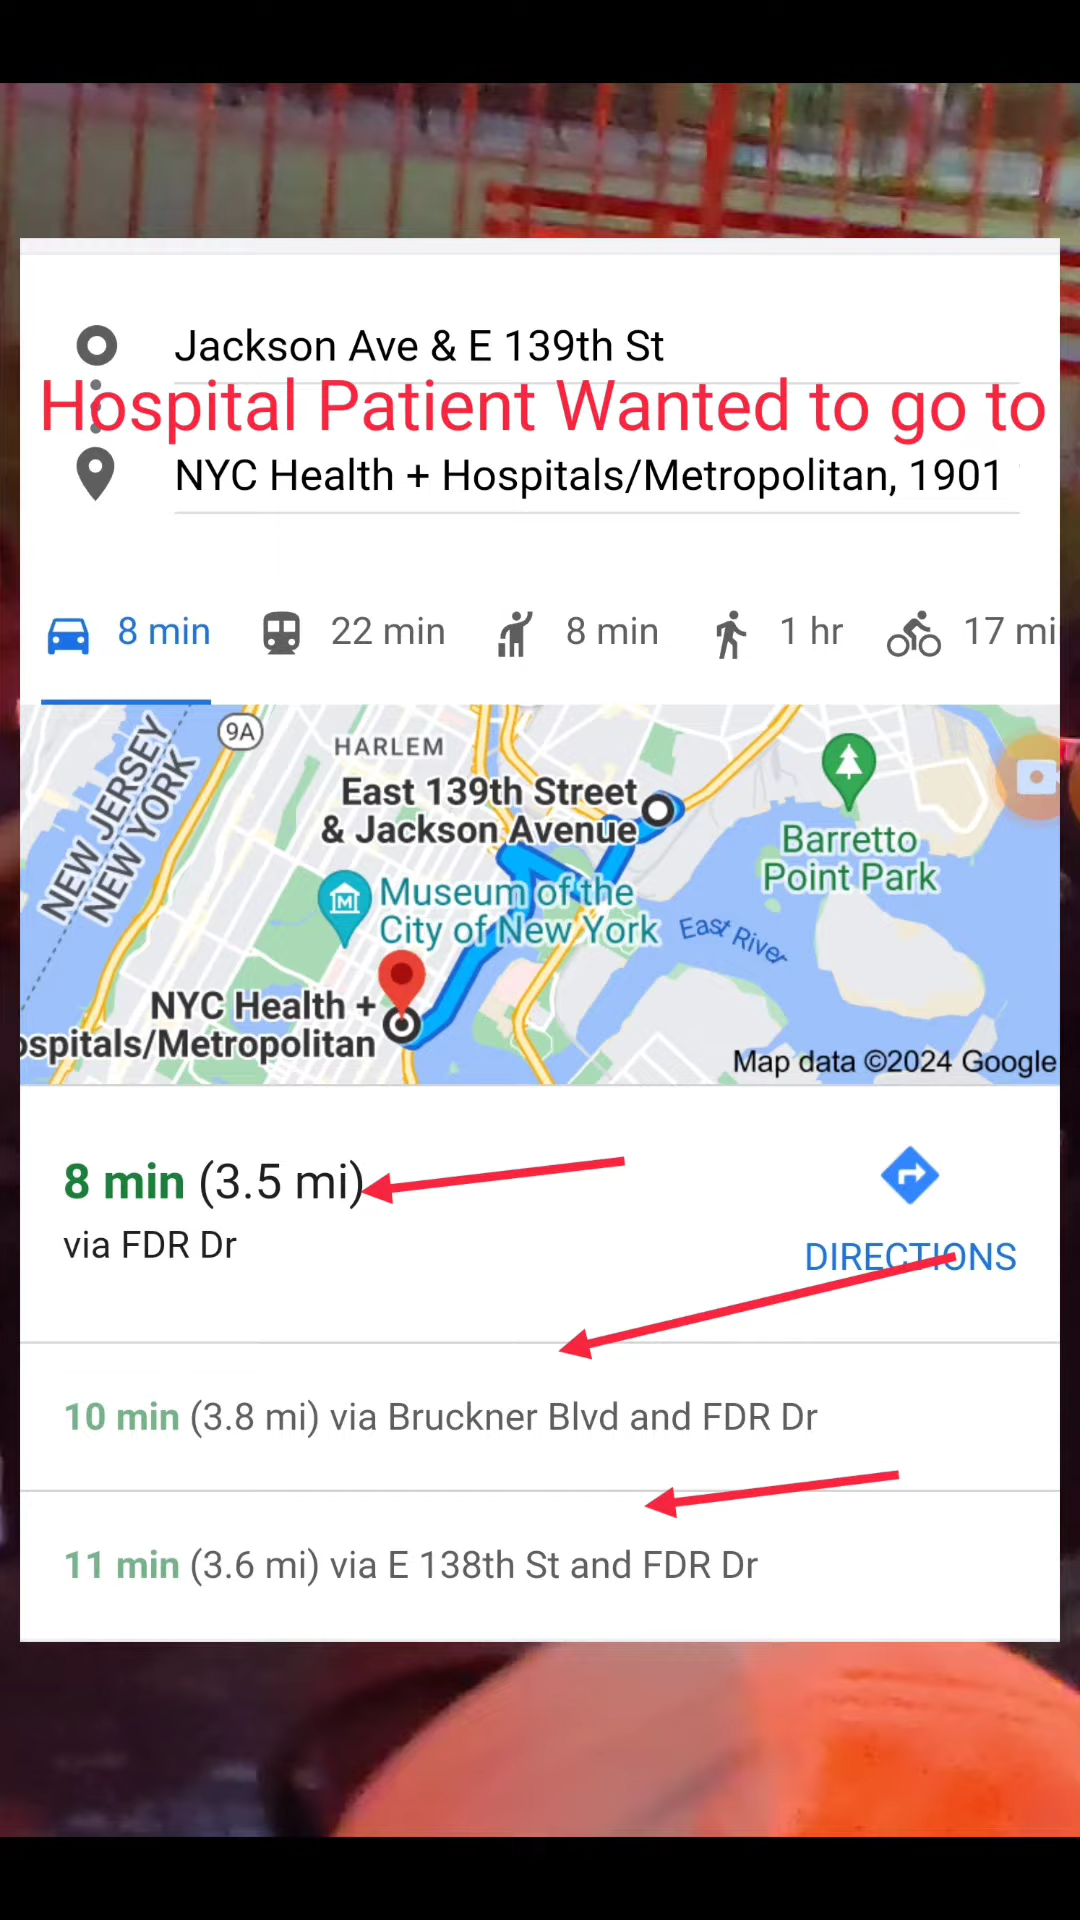 Jackson Ave & E 139th St
Hospital Patient Wanted to go to
NYC Health + Hospitals/Metropolitan, 1901
8 min
22 min
8 min
1 hr
17 mi
NEW JERSEY
NEW YORK
9A
HARLEM
East 139th Street
& Jackson Avenue
Barretto
Point Park
Museum of the
City of New York
East River
NYC Health +
ospitals/Metropolitan
Map data ©2024 Google
8 min (3.5 mi)
via FDR Dr
DIRECTIONS
10 min (3.8 mi) via Bruckner Blvd and FDR Dr
11 min (3.6 mi) via E 138th St and FDR Dr